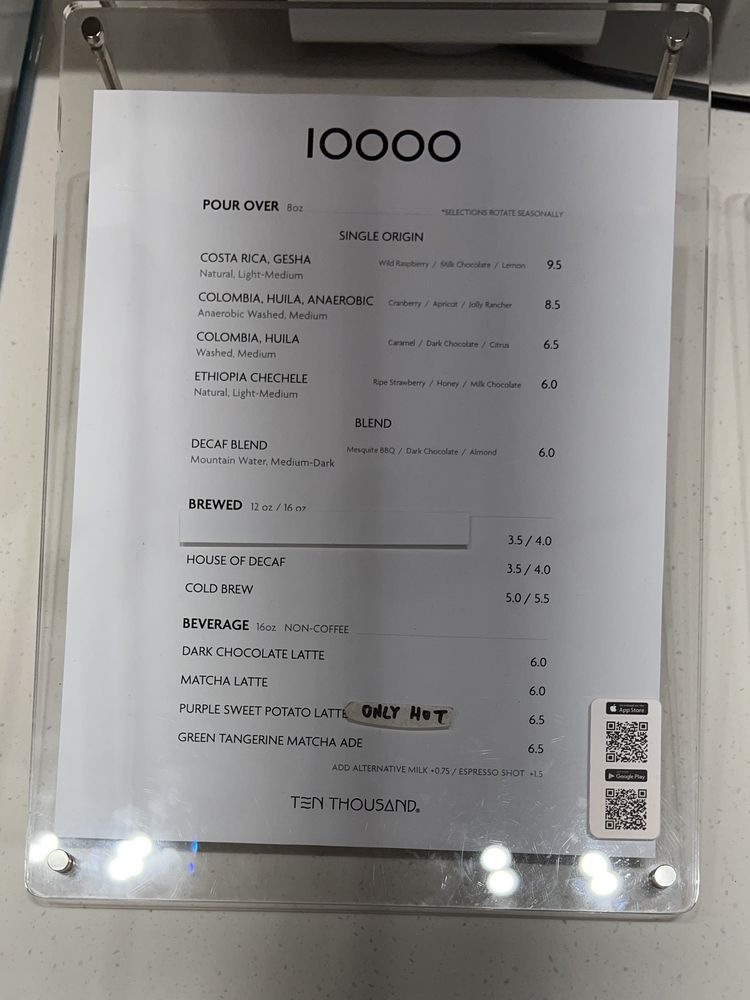 10000
POUR OVER 8oz *SELECTIONS ROTATE SEASONALLY
SINGLE ORIGIN
COSTA RICA, GESHA Wild Raspberry / Milk Chocolate / Lemon 9.5
Natural, Light-Medium
COLOMBIA, HUILA, ANAEROBIC Cranberry / Apricot / Jolly Rancher 8.5
Anaerobic Washed, Medium
COLOMBIA, HUILA Caramel / Dark Chocolate / Citrus 6.5
Washed, Medium
ETHIOPIA CHECHELE Ripe Strawberry / Honey / Milk Chocolate 6.0
Natural, Light-Medium
BLEND
DECAF BLEND Mesquite BBQ / Dark Chocolate / Almond 6.0
Mountain Water, Medium-Dark
BREWED 12 oz / 16 oz
3.5 / 4.0
HOUSE OF DECAF 3.5 / 4.0
COLD BREW 5.0 / 5.5
BEVERAGE 16oz NON-COFFEE
DARK CHOCOLATE LATTE 6.0
MATCHA LATTE 6.0
PURPLE SWEET POTATO LATTE ONLY HOT 6.5
GREEN TANGERINE MATCHA ADE 6.5
ADD ALTERNATIVE MILK +0.75 / ESPRESSO SHOT +1.5
TEN THOUSAND®
App Store
Google Play